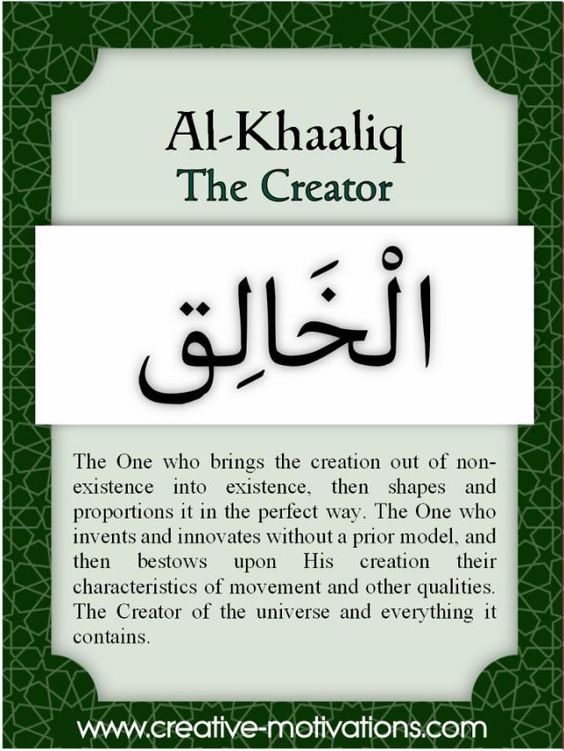 Al-Khaaliq
The Creator
الْخَالِق
The One who brings the creation out of non-
existence into existence, then shapes and
proportions it in the perfect way. The One who
invents and innovates without a prior model, and
then bestows upon His creation their
characteristics of movement and other qualities.
The Creator of the universe and everything it
contains.
www.creative-motivations.com